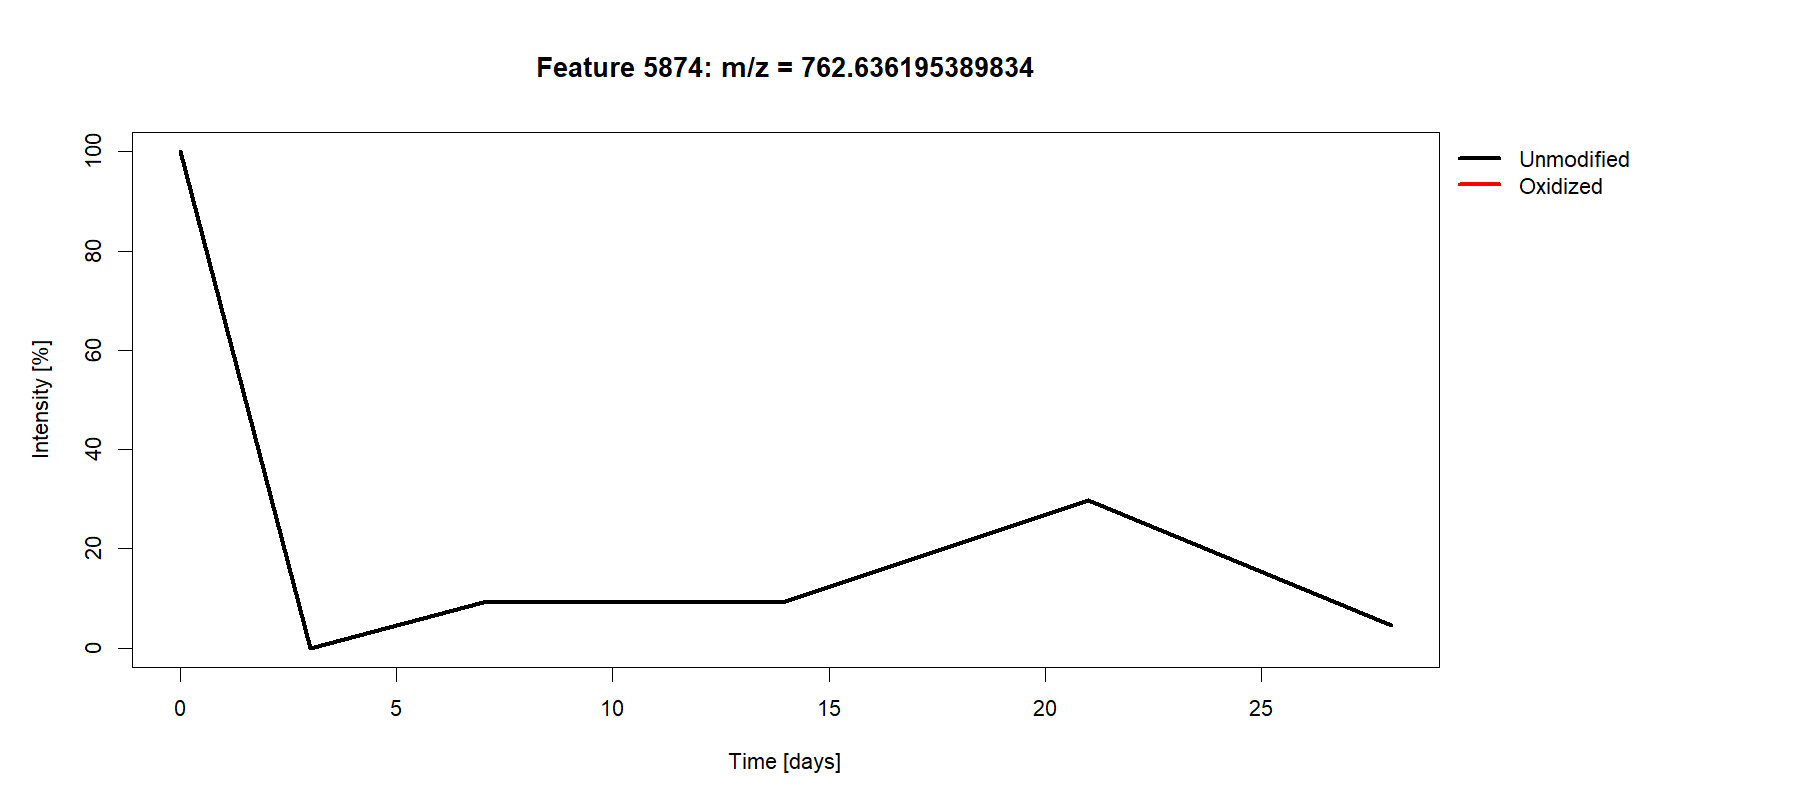 Feature 5874: m/z = 762.636195389834
Unmodified
Oxidized
Intensity [%]
100
80
60
40
20
0
0 5 10 15 20 25
Time [days]